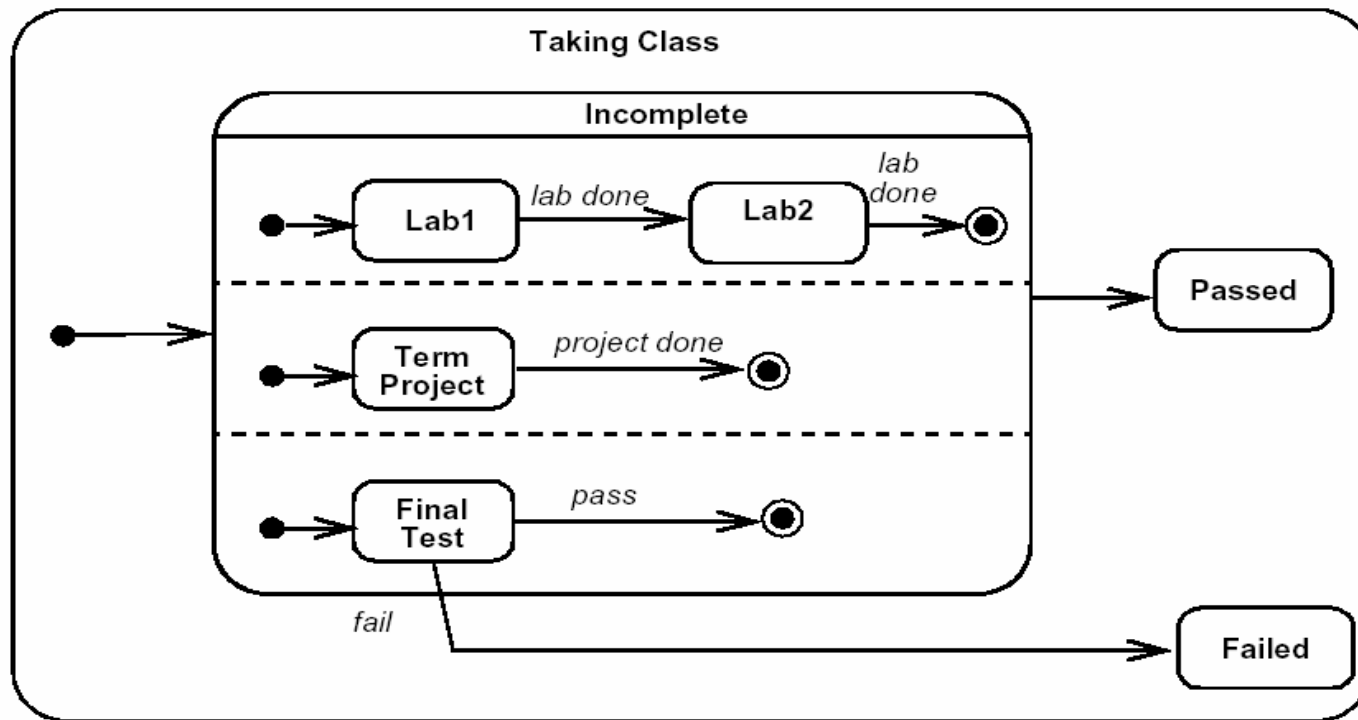 Taking Class
Incomplete
lab
done
lab done
Lab1
Lab2
Passed
project done
Term
Project
pass
Final
Test
fail
Failed